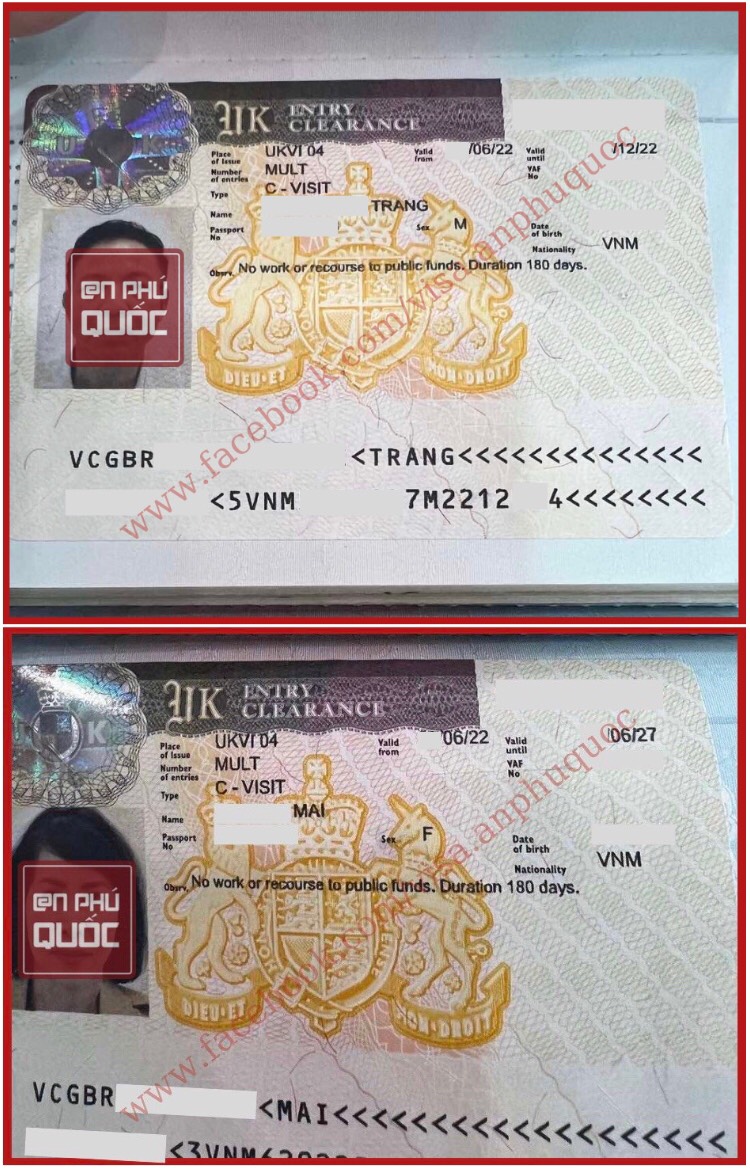 UK ENTRY CLEARANCE
Place of Issue UKVI 04 Valid from /06/22 Valid until /12/22
Number of entries MULT VAF No
Type C - VISIT
Name TRANG
Passport No Sex M Date of birth
Nationality VNM
Observ. No work or recourse to public funds. Duration 180 days.
@N PHÚ
QUỐC
DIEU·ET MON·DROIT
www.facebook.com/visa.anphuquoc
VCGBR <TRANG<<<<<<<<<<<<<<
<5VNM 7M2212 4<<<<<<<<
UK ENTRY CLEARANCE
Place of Issue UKVI 04 Valid from 06/22 Valid until /06/27
Number of entries MULT VAF No
Type C - VISIT
Name MAI
Passport No Sex F Date of birth
Nationality VNM
Observ. No work or recourse to public funds. Duration 180 days.
@N PHÚ
QUỐC
DIEU·ET MON·DROIT
www.facebook.com/visa.anphuquoc
VCGBR <MAI<<<<<<<<<<<<<<<<<<<<
<3VNM